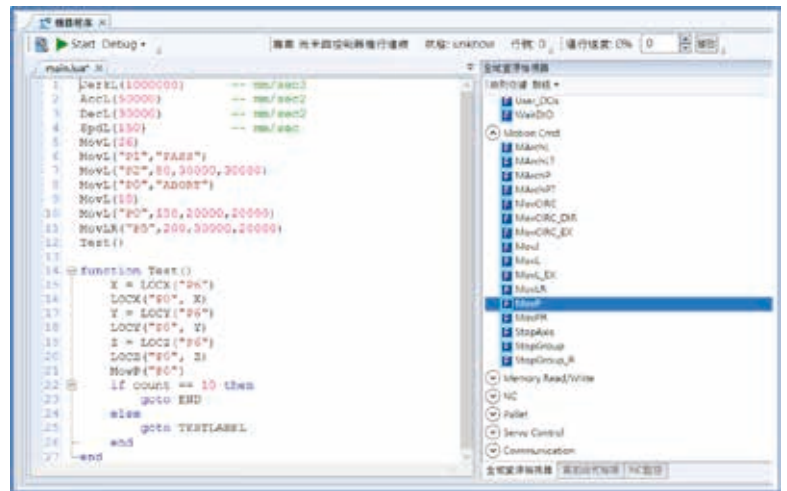 Start Debug
0
main.lua*
1 JerkL(1000000) -- mm/sec3
2 AccL(50000) -- mm/sec2
3 DecL(30000) -- mm/sec2
4 SpdL(150) -- mm/sec
5 MovL(26)
6 MovL("P1","PASS")
7 MovL("P2",80,30000,30000)
8 MovL("P0","ABORT")
9 MovL(10)
10 MovL("P0",150,20000,20000)
11 MovLR("P5",200,30000,20000)
12 Test()
13
14 function Test()
15 X = LOCX("P6")
16 LOCX("P0", X)
17 Y = LOCY("P6")
18 LOCY("P0", Y)
19 Z = LOCZ("P6")
20 LOCZ("P0", Z)
21 MovP("P0")
22 if count == 10 then
23 goto END
24 else
25 goto TESTLABEL
26 end
27 end
User_DOs
WaitDIO
Motion Cmd
MArchL
MArchLT
MArchP
MArchPT
MovCIRC
MovCIRC_DIR
MovCIRC_EX
MovJ
MovL
MovL_EX
MovLR
MovP
MovPR
StopAxis
StopGroup
StopGroup_R
Memory Read/Write
NC
Pallet
Servo Control
Communication